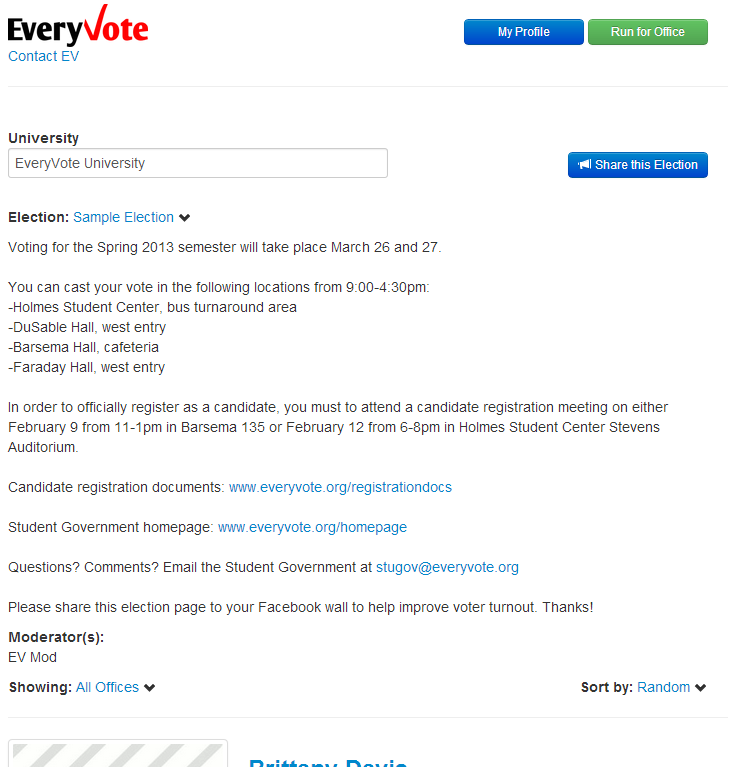 EveryVote
My Profile
Run for Office
Contact EV
University
EveryVote University
Share this Election
Election: Sample Election
Voting for the Spring 2013 semester will take place March 26 and 27.
You can cast your vote in the following locations from 9:00-4:30pm:
-Holmes Student Center, bus turnaround area
-DuSable Hall, west entry
-Barsema Hall, cafeteria
-Faraday Hall, west entry
In order to officially register as a candidate, you must to attend a candidate registration meeting on either
February 9 from 11-1pm in Barsema 135 or February 12 from 6-8pm in Holmes Student Center Stevens
Auditorium.
Candidate registration documents: www.everyvote.org/registrationdocs
Student Government homepage: www.everyvote.org/homepage
Questions? Comments? Email the Student Government at stugov@everyvote.org
Please share this election page to your Facebook wall to help improve voter turnout. Thanks!
Moderator(s):
EV Mod
Showing: All Offices
Sort by: Random
Brittany Davis